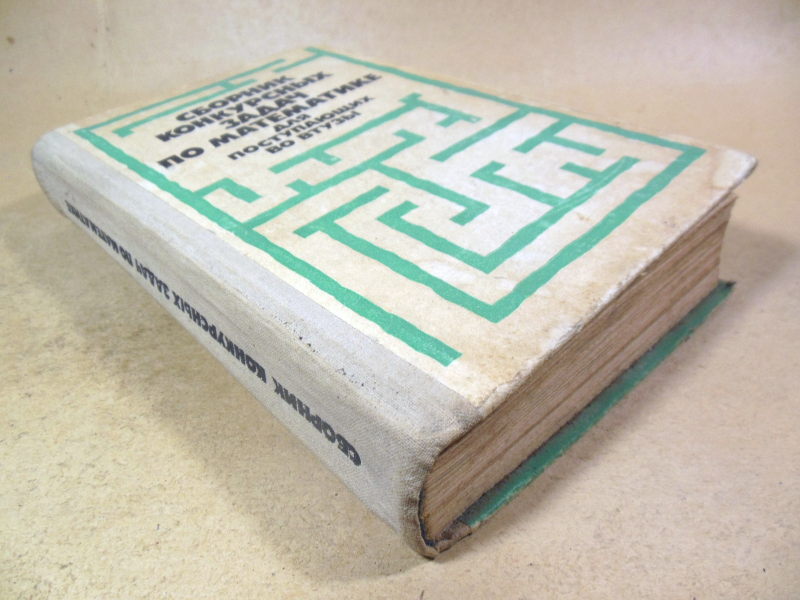 СБОРНИК
КОНКУРСНЫХ
ЗАДАЧ
ПО МАТЕМАТИКЕ
ДЛЯ
ПОСТУПАЮЩИХ
ВО ВТУЗЫ
СБОРНИК КОНКУРСНЫХ ЗАДАЧ ПО МАТЕМАТИКЕ